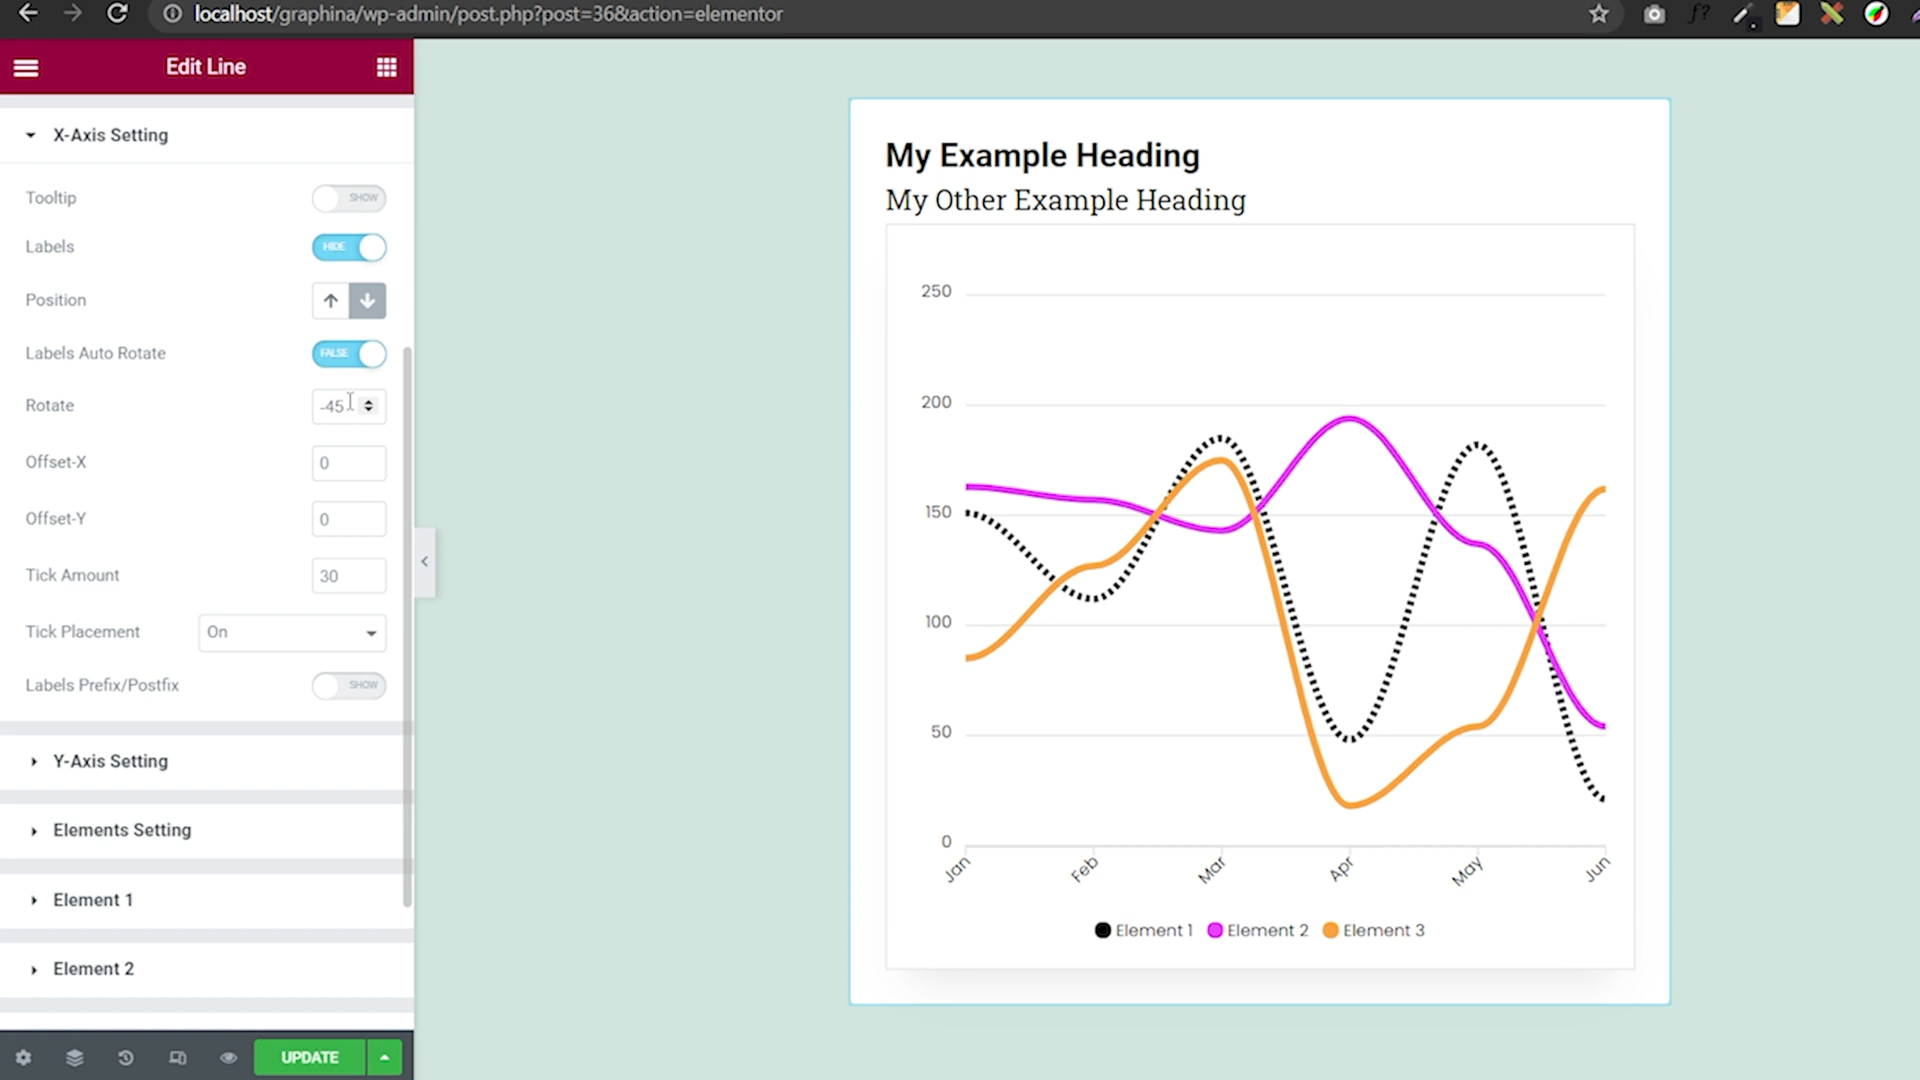 localhost/graphina/wp-admin/post.php?post=36&action=elementor
f?
Edit Line
X-Axis Setting
Tooltip
SHOW
Labels
HIDE
Position
Labels Auto Rotate
FALSE
Rotate
-45
Offset-X
0
Offset-Y
0
Tick Amount
30
Tick Placement
On
Labels Prefix/Postfix
SHOW
Y-Axis Setting
Elements Setting
Element 1
Element 2
UPDATE
My Example Heading
My Other Example Heading
250
200
150
100
50
0
Jan Feb Mar Apr May Jun
Element 1 Element 2 Element 3